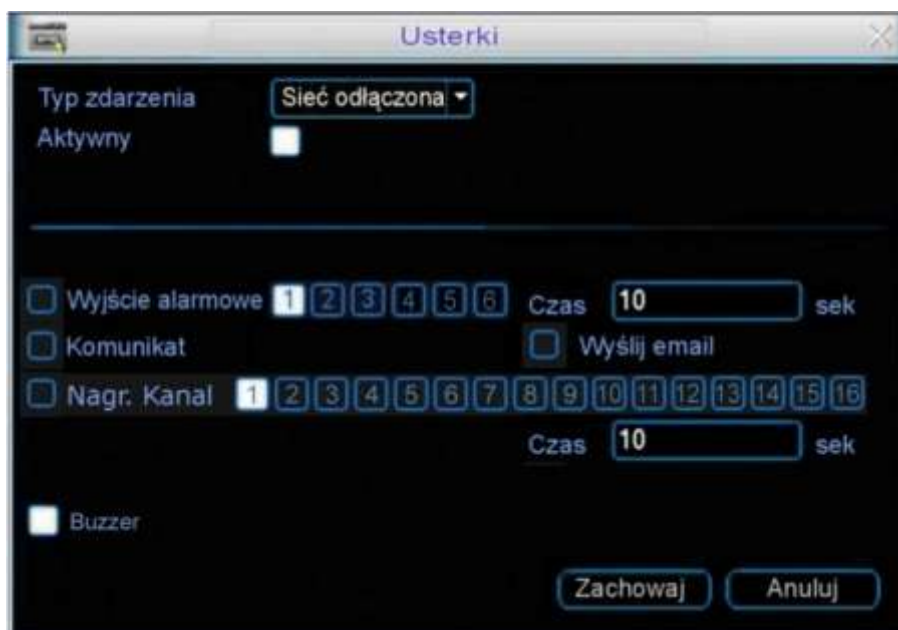 Usterki
Typ zdarzenia Sieć odłączona
Aktywny
Wyjście alarmowe 1 2 3 4 5 6 Czas 10 sek
Komunikat Wyślij email
Nagr. Kanal 1 2 3 4 5 6 7 8 9 10 11 12 13 14 15 16
Czas 10 sek
Buzzer
Zachowaj Anuluj